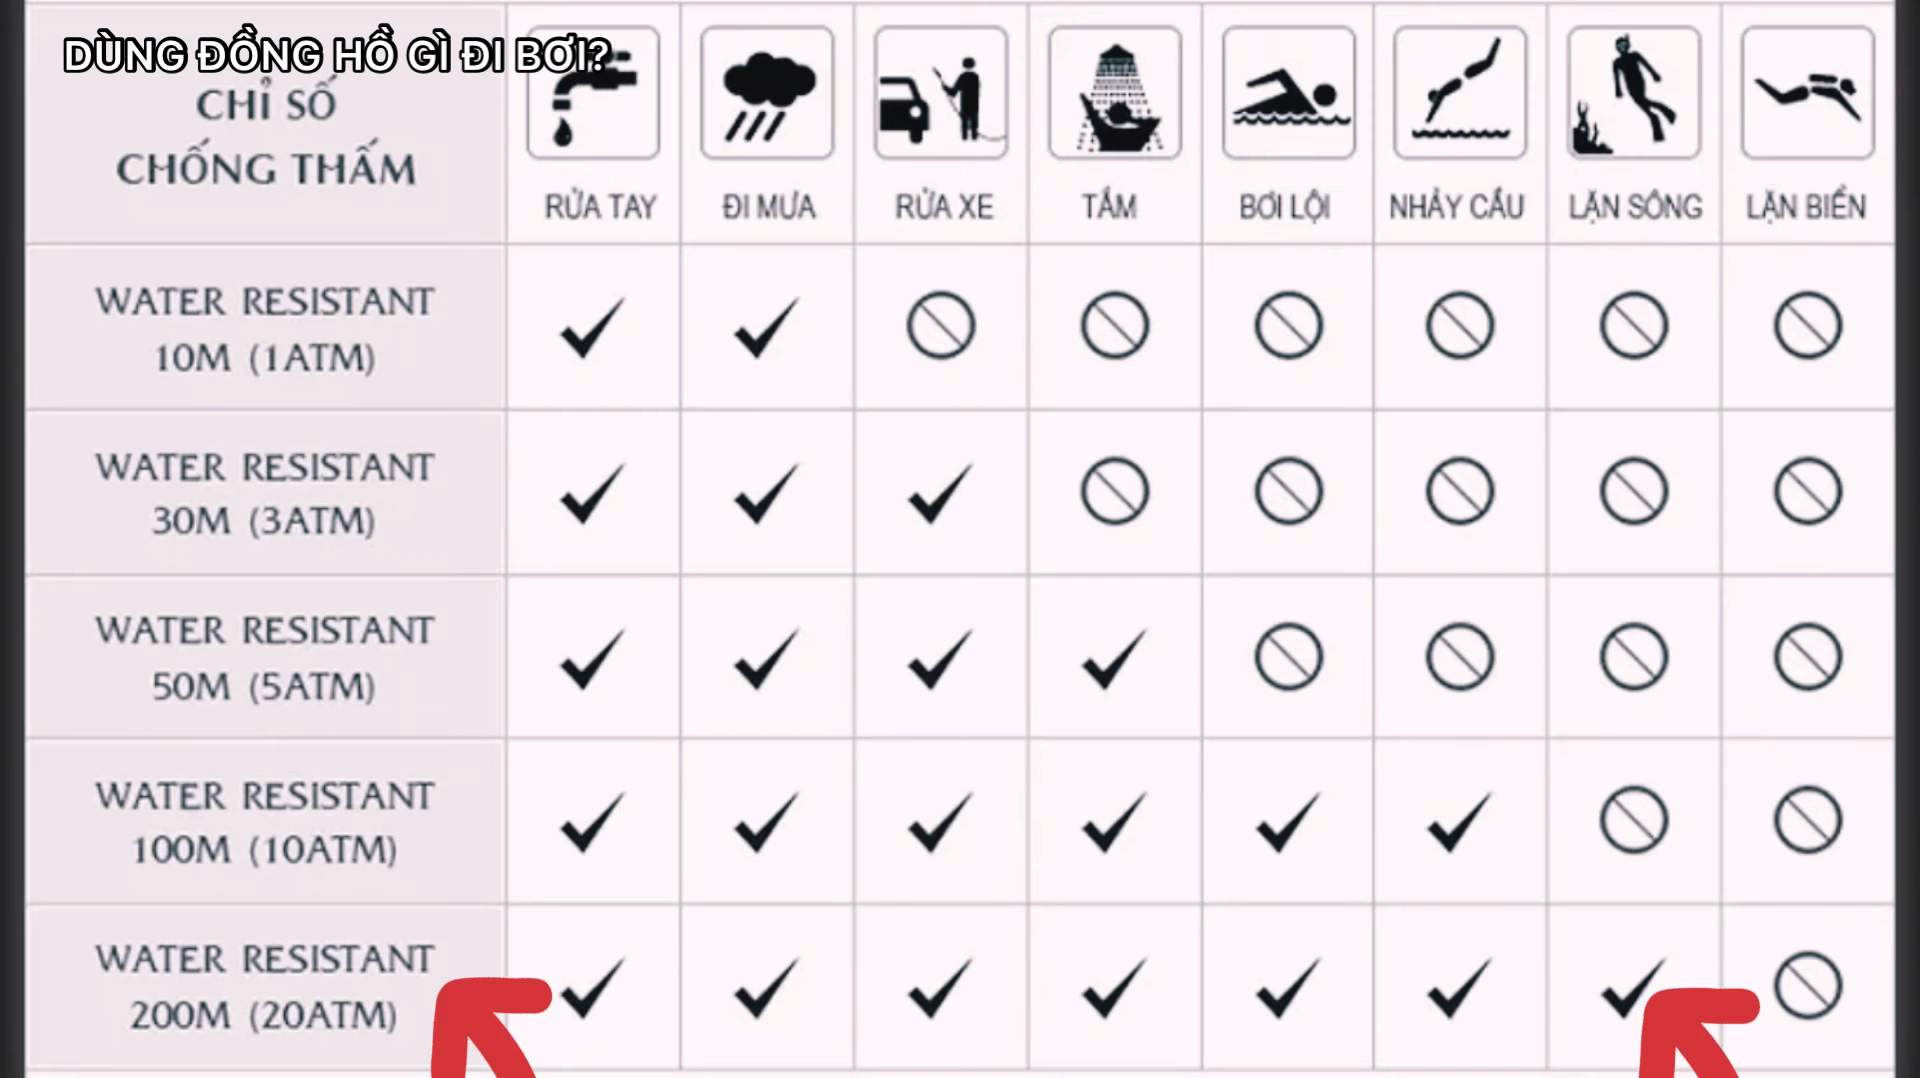 DÙNG ĐỒNG HỒ GÌ ĐI BƠI?
CHỈ SỐ
CHỐNG THẤM
RỬA TAY
ĐI MƯA
RỬA XE
TẮM
BƠI LỘI
NHẢY CẦU
LẶN SÔNG
LẶN BIỂN
WATER RESISTANT
10M (1ATM)
WATER RESISTANT
30M (3ATM)
WATER RESISTANT
50M (5ATM)
WATER RESISTANT
100M (10ATM)
WATER RESISTANT
200M (20ATM)